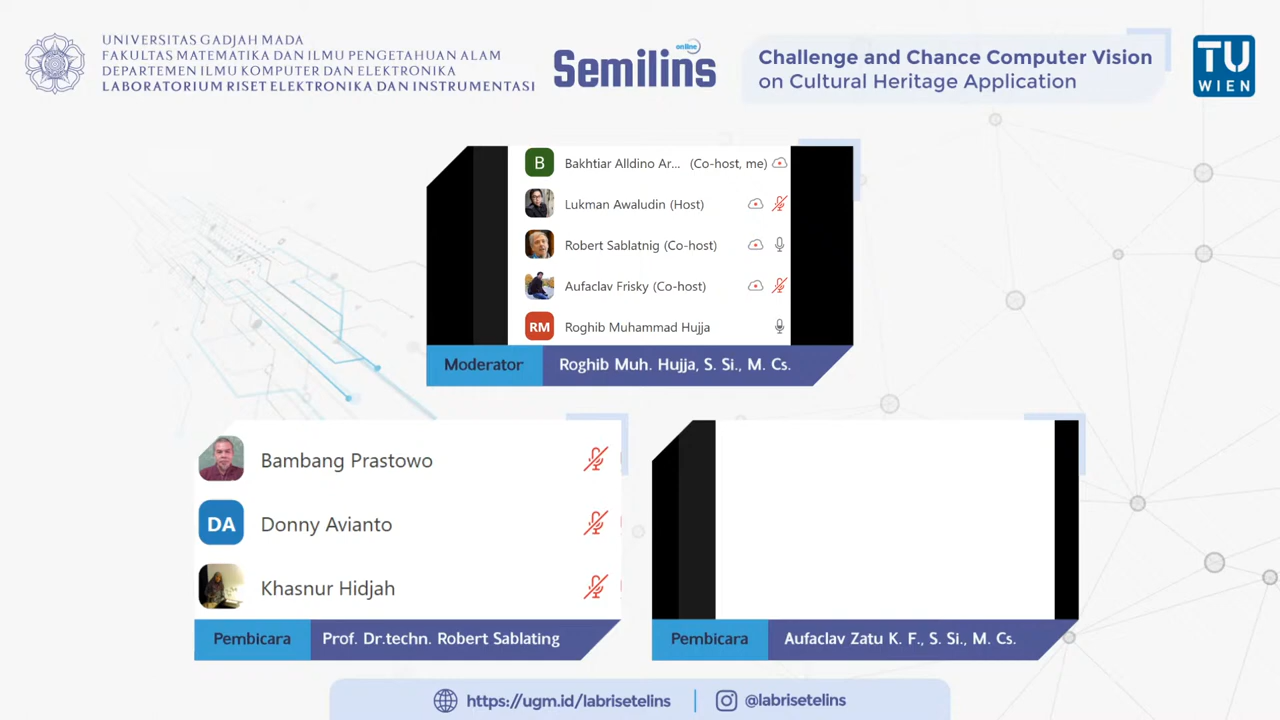 UNIVERSITAS GADJAH MADA
FAKULTAS MATEMATIKA DAN ILMU PENGETAHUAN ALAM
DEPARTEMEN ILMU KOMPUTER DAN ELEKTRONIKA
LABORATORIUM RISET ELEKTRONIKA DAN INSTRUMENTASI
online
Semilins
Challenge and Chance Computer Vision
on Cultural Heritage Application
TU
WIEN
B Bakhtiar Alldino Ar... (Co-host, me)
Lukman Awaludin (Host)
Robert Sablatnig (Co-host)
Aufaclav Frisky (Co-host)
RM Roghib Muhammad Hujja
Moderator Roghib Muh. Hujja, S. Si., M. Cs.
Bambang Prastowo
DA Donny Avianto
Khasnur Hidjah
Pembicara Prof. Dr.techn. Robert Sablating
Pembicara Aufaclav Zatu K. F., S. Si., M. Cs.
https://ugm.id/labrisetelins | @labrisetelins